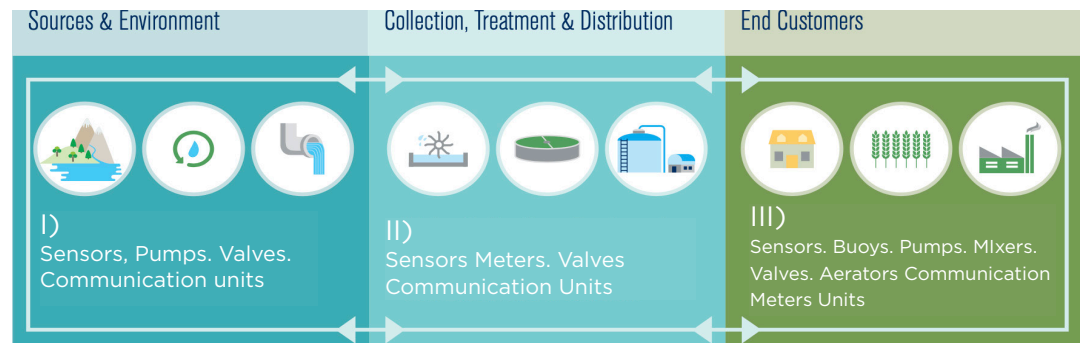 Sources & Environment
Collection, Treatment & Distribution
End Customers
I)
Sensors, Pumps. Valves.
Communication units
II)
Sensors Meters. Valves
Communication Units
III)
Sensors. Buoys. Pumps. MIxers.
Valves. Aerators Communication
Meters Units